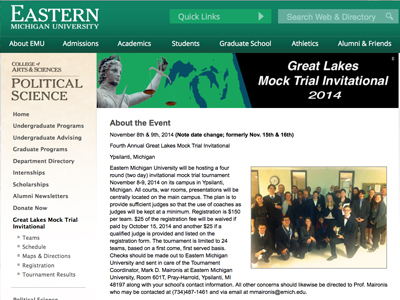 EASTERN
MICHIGAN UNIVERSITY
Quick Links
Search Web & Directory
About EMU
Admissions
Academics
Students
Graduate School
Athletics
Alumni & Friends
COLLEGE of
ARTS & SCIENCES
POLITICAL
SCIENCE
Home
Undergraduate Programs
Undergraduate Advising
Graduate Programs
Department Directory
Internships
Scholarships
Alumni Newsletters
Donate Now
Great Lakes Mock Trial
Invitational
Teams
Schedule
Maps & Directions
Registration
Tournament Results
Political Science
Great Lakes
Mock Trial Invitational
2014
About the Event
November 8th & 9th, 2014 (Note date change; formerly Nov. 15th & 16th)
Fourth Annual Great Lakes Mock Trial Invitational
Ypsilanti, Michigan
Eastern Michigan University will be hosting a four
round (two day) invitational mock trial tournament
November 8-9, 2014 on its campus in Ypsilanti,
Michigan. All courts, war rooms, presentations will be
centrally located on the main campus. The plan is to
provide sufficient judges so that the use of coaches as
judges will be kept at a minimum. Registration is $150
per team. $25 of the registration fee will be waived if
paid by October 15, 2014 and another $25 if a
qualified judge is provided and listed on the
registration form. The tournament is limited to 24
teams, based on a first come, first served basis.
Checks should be made out to Eastern Michigan
University and sent in care of the Tournament
Coordinator, Mark D. Maironis at Eastern Michigan
University, Room 601T, Pray-Harrold, Ypsilanti, MI
48197 along with your school's contact information. All other concerns should likewise be directed to Prof. Maironis
who may be contacted at (734)487-1461 and via email at mmaironis@emich.edu.